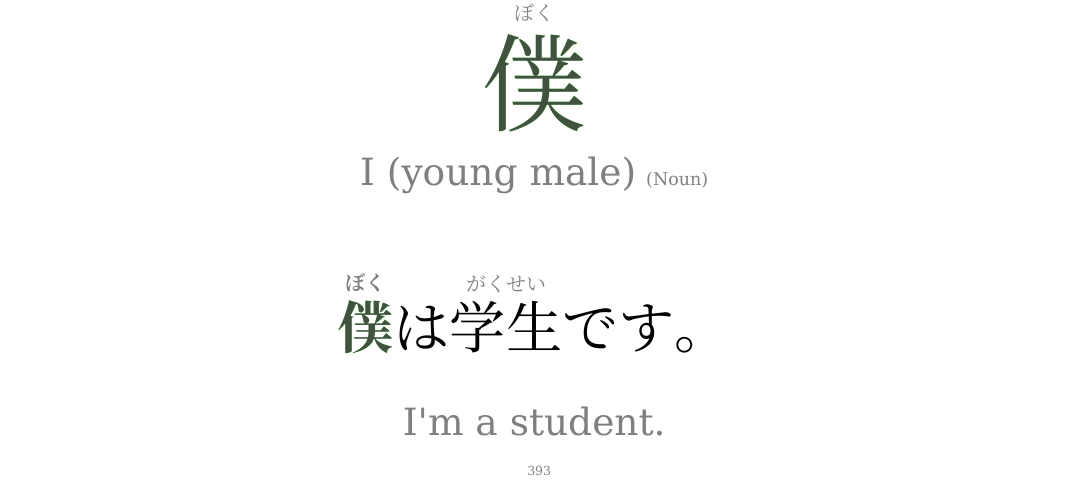 ぼく
僕
I (young male) (Noun)
ぼく がくせい
僕は学生です。
I'm a student.
393